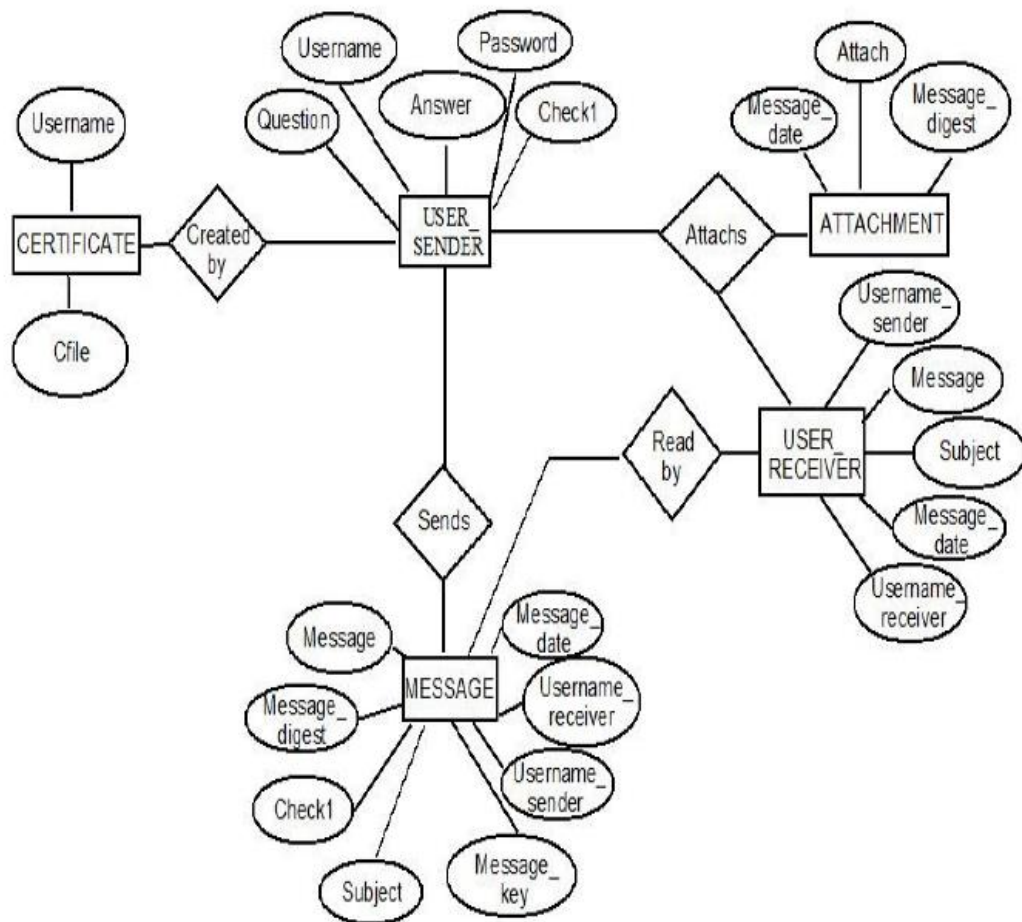 Username
Password
Attach
Username
Question
Answer
Check1
Message_
date
Message_
digest
CERTIFICATE
Created
by
USER_
SENDER
Attachs
ATTACHMENT
Cfile
Username_
sender
Message
Read
by
USER_
RECEIVER
Subject
Message_
date
Username_
receiver
Sends
Message
Message_
date
MESSAGE
Username_
receiver
Message_
digest
Username_
sender
Check1
Subject
Message_
key